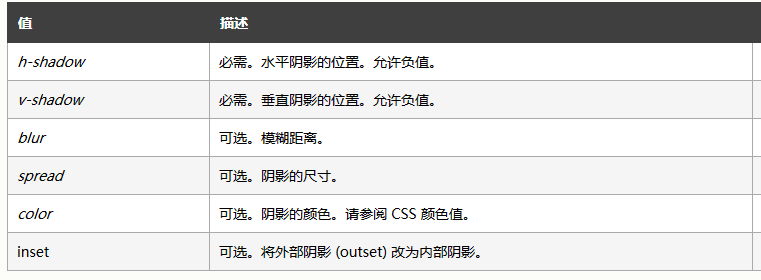 值 描述
h-shadow 必需。水平阴影的位置。允许负值。
v-shadow 必需。垂直阴影的位置。允许负值。
blur 可选。模糊距离。
spread 可选。阴影的尺寸。
color 可选。阴影的颜色。请参阅 CSS 颜色值。
inset 可选。将外部阴影 (outset) 改为内部阴影。